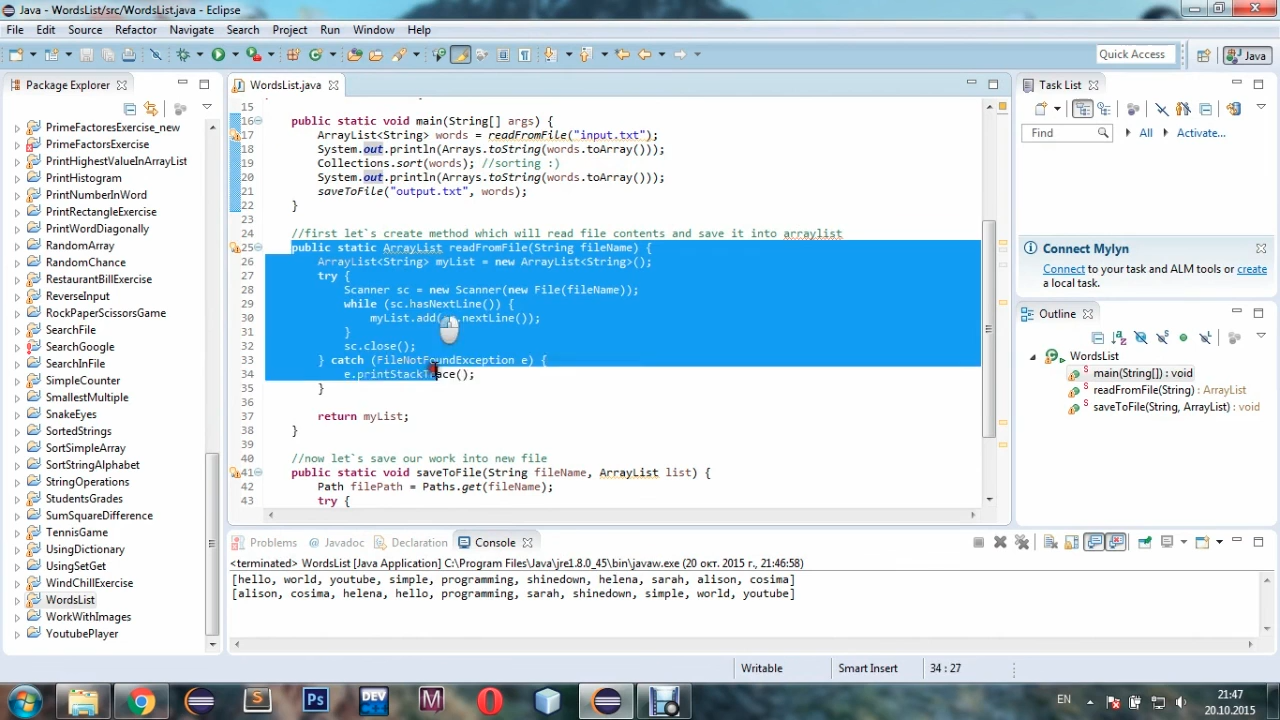 Java - WordsList/src/WordsList.java - Eclipse
File Edit Source Refactor Navigate Search Project Run Window Help
Quick Access
Java
Package Explorer
PrimeFactoresExercise_new
PrimeFactoresExercise
PrintHighestValueInArrayList
PrintHistogram
PrintNumberInWord
PrintRectangleExercise
PrintWordDiagonally
RandomArray
RandomChance
RestaurantBillExercise
ReverseInput
RockPaperScissorsGame
SearchFile
SearchGoogle
SearchInFile
SimpleCounter
SmallestMultiple
SnakeEyes
SortedStrings
SortSimpleArray
SortStringAlphabet
StringOperations
StudentsGrades
SumSquareDifference
TennisGame
UsingDictionary
UsingSetGet
WindChillExercise
WordsList
WorkWithImages
YoutubePlayer
WordsList.java
15
16 public static void main(String[] args) {
17 ArrayList<String> words = readFromFile("input.txt");
18 System.out.println(Arrays.toString(words.toArray()));
19 Collections.sort(words); //sorting :)
20 System.out.println(Arrays.toString(words.toArray()));
21 saveToFile("output.txt", words);
22 }
23
24 //first let`s create method which will read file contents and save it into arraylist
25 public static ArrayList readFromFile(String fileName) {
26 ArrayList<String> myList = new ArrayList<String>();
27 try {
28 Scanner sc = new Scanner(new File(fileName));
29 while (sc.hasNextLine()) {
30 myList.add(sc.nextLine());
31 }
32 sc.close();
33 } catch (FileNotFoundException e) {
34 e.printStackTrace();
35 }
36
37 return myList;
38 }
39
40 //now let`s save our work into new file
41 public static void saveToFile(String fileName, ArrayList list) {
42 Path filePath = Paths.get(fileName);
43 try {
Task List
Find All Activate...
Connect Mylyn
Connect to your task and ALM tools or create
a local task.
Outline
WordsList
main(String[]) : void
readFromFile(String) : ArrayList
saveToFile(String, ArrayList) : void
Problems Javadoc Declaration Console
<terminated> WordsList [Java Application] C:\Program Files\Java\jre1.8.0_45\bin\javaw.exe (20 окт. 2015 г., 21:46:58)
[hello, world, youtube, simple, programming, shinedown, helena, sarah, alison, cosima]
[alison, cosima, helena, hello, programming, sarah, shinedown, simple, world, youtube]
Writable Smart Insert 34 : 27
S Ps DEV M
EN
21:47
20.10.2015